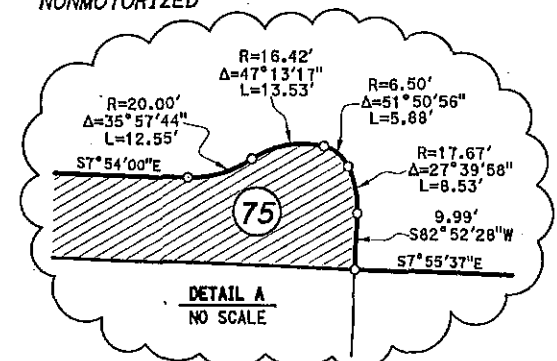 NONMOTORIZED
R=16.42'
Δ=47°13'17"
L=13.53'
R=6.50'
Δ=51°50'56"
L=5.88'
R=20.00'
Δ=35°57'44"
L=12.55'
S7°54'00"E
R=17.67'
Δ=27°39'58"
L=8.53'
75
9.99'
S82°52'28"W
S7°55'37"E
DETAIL A
NO SCALE